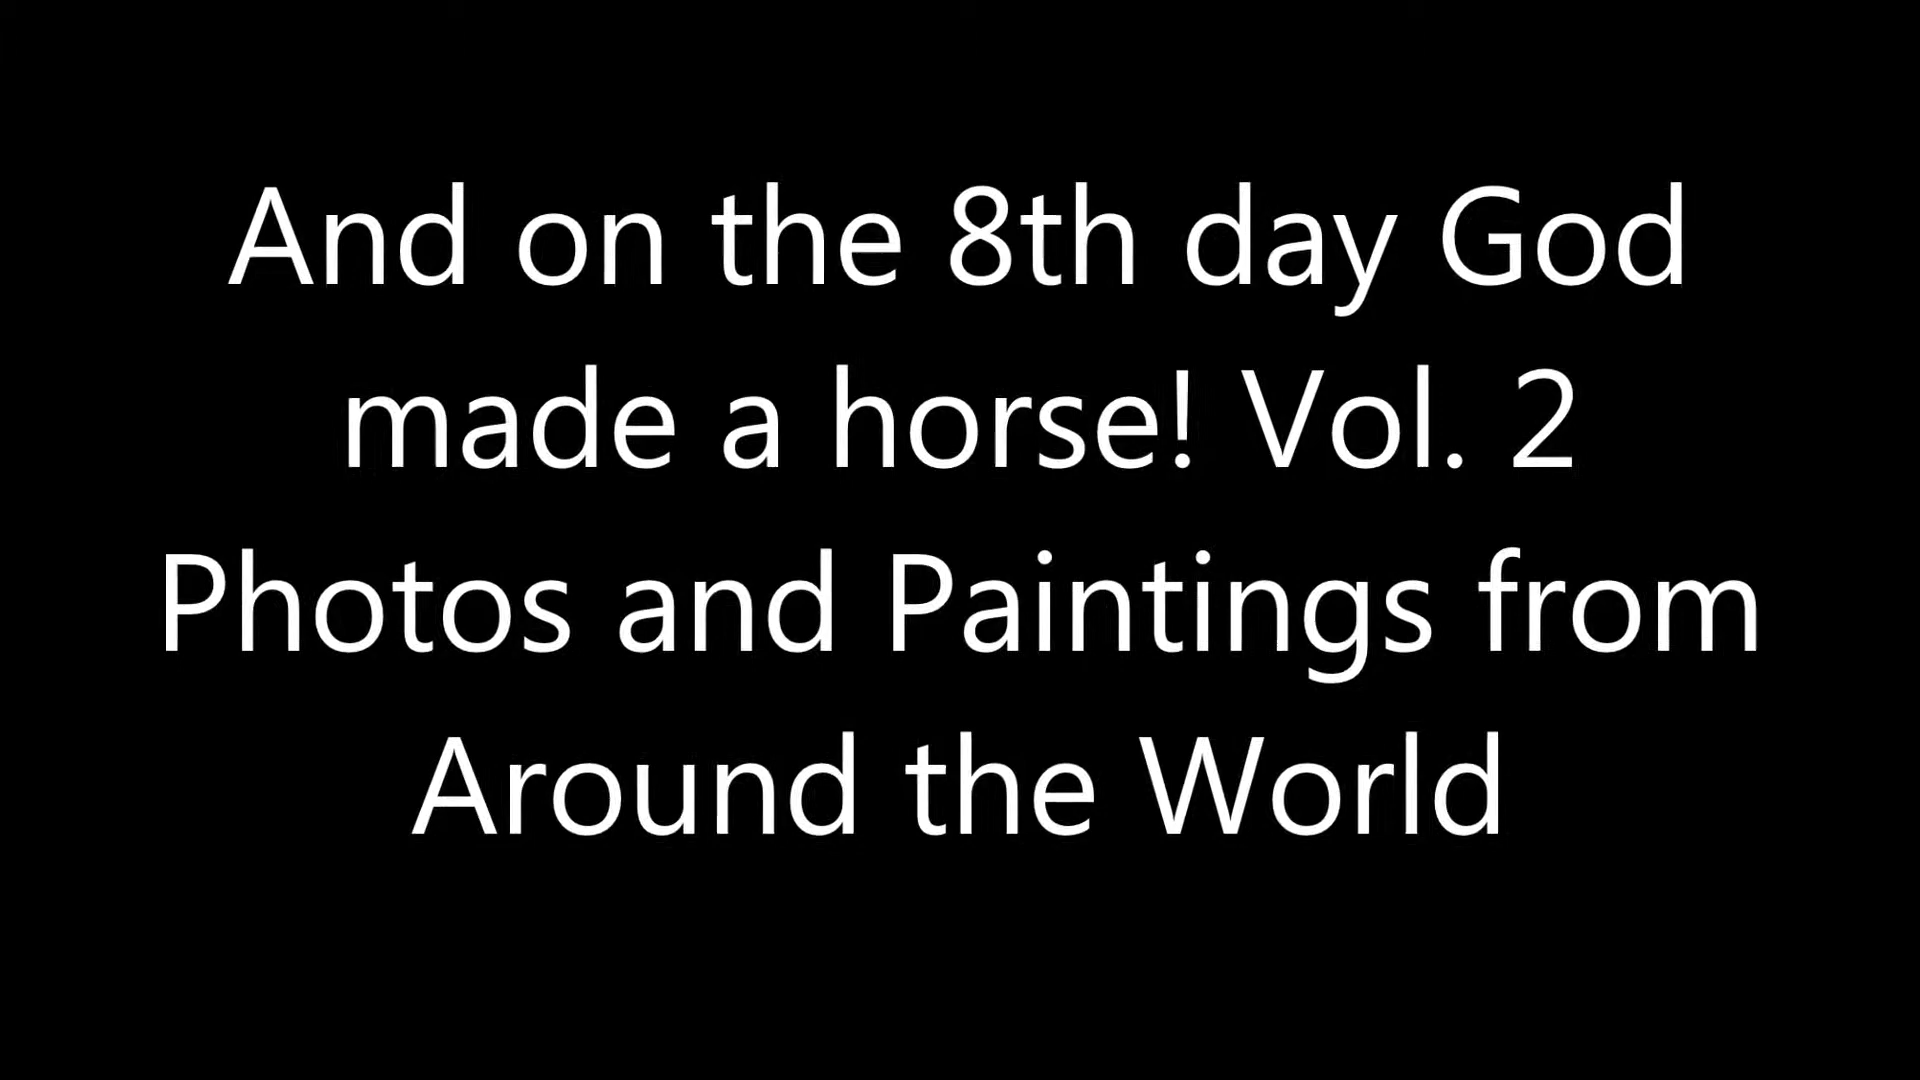 And on the 8th day God
made a horse! Vol. 2
Photos and Paintings from
Around the World